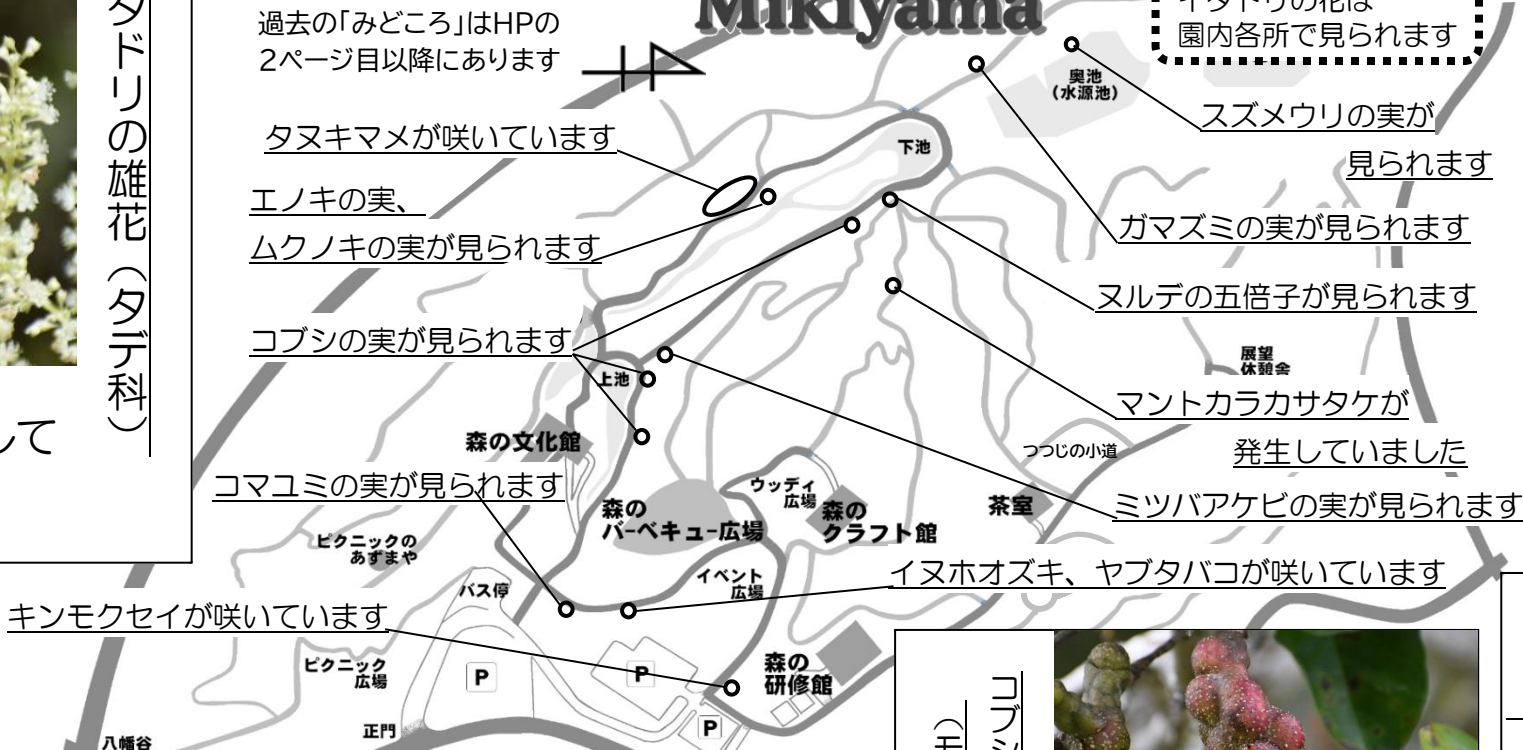 タドリの雄花（タデ科）
して
過去の「みどころ」はHPの
2ページ目以降にあります
Mikiyama
イタドリの花は
園内各所で見られます
奥池
（水源池）
スズメウリの実が
見られます
タヌキマメが咲いています
下池
エノキの実、
ムクノキの実が見られます
ガマズミの実が見られます
ヌルデの五倍子が見られます
コブシの実が見られます
上池
展望
休憩舎
マントカラカサタケが
発生していました
森の文化館
つつじの小道
コマユミの実が見られます
ウッディ
広場
森の
クラフト館
茶室
ミツバアケビの実が見られます
森の
バーベキュー広場
ピクニックの
あずまや
イベント
広場
イヌホオズキ、ヤブタバコが咲いています
バス停
キンモクセイが咲いています
ピクニック
広場
P
P
P
森の
研修館
正門
八幡谷
コブシ
（モ